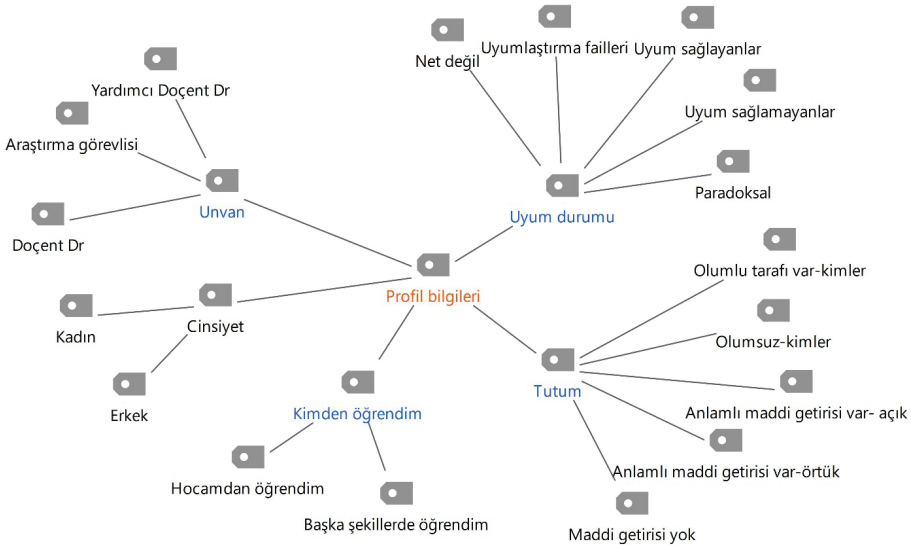 Net değil
Uyumlaştırma failleri
Uyum sağlayanlar
Yardımcı Doçent Dr
Uyum sağlamayanlar
Araştırma görevlisi
Paradoksal
Unvan
Uyum durumu
Doçent Dr
Olumlu tarafı var-kimler
Profil bilgileri
Cinsiyet
Kadın
Olumsuz-kimler
Tutum
Erkek
Kimden öğrendim
Anlamlı maddi getirisi var- açık
Anlamlı maddi getirisi var-örtük
Hocamdan öğrendim
Başka şekillerde öğrendim
Maddi getirisi yok